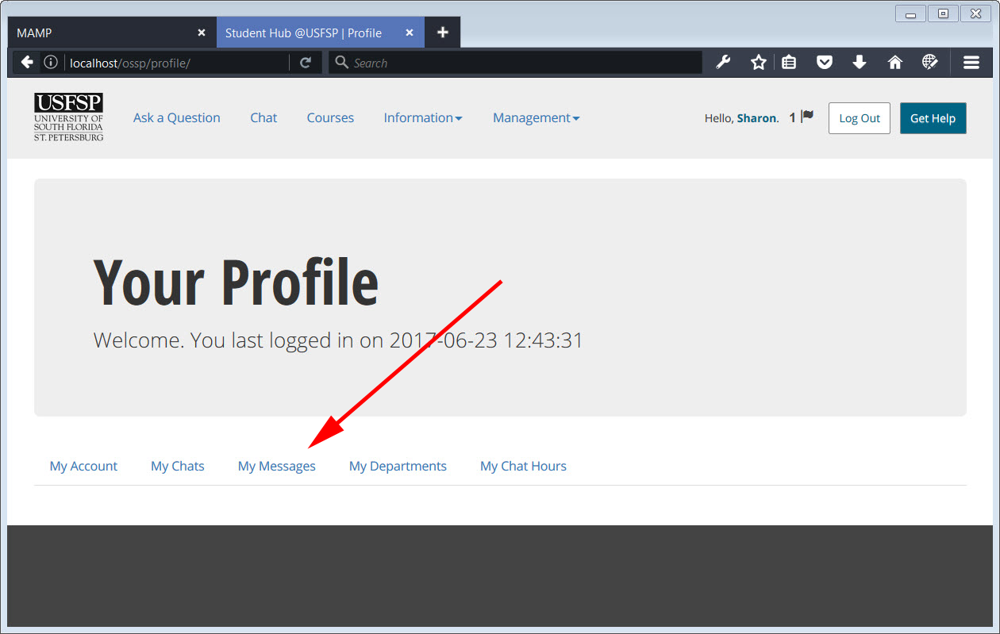 MAMP
Student Hub @USFSP | Profile
localhost/ossp/profile/
Search
USFSP
UNIVERSITY OF
SOUTH FLORIDA
ST. PETERSBURG
Ask a Question Chat Courses Information Management
Hello, Sharon. 1 Log Out Get Help
Your Profile
Welcome. You last logged in on 2017-06-23 12:43:31
My Account My Chats My Messages My Departments My Chat Hours